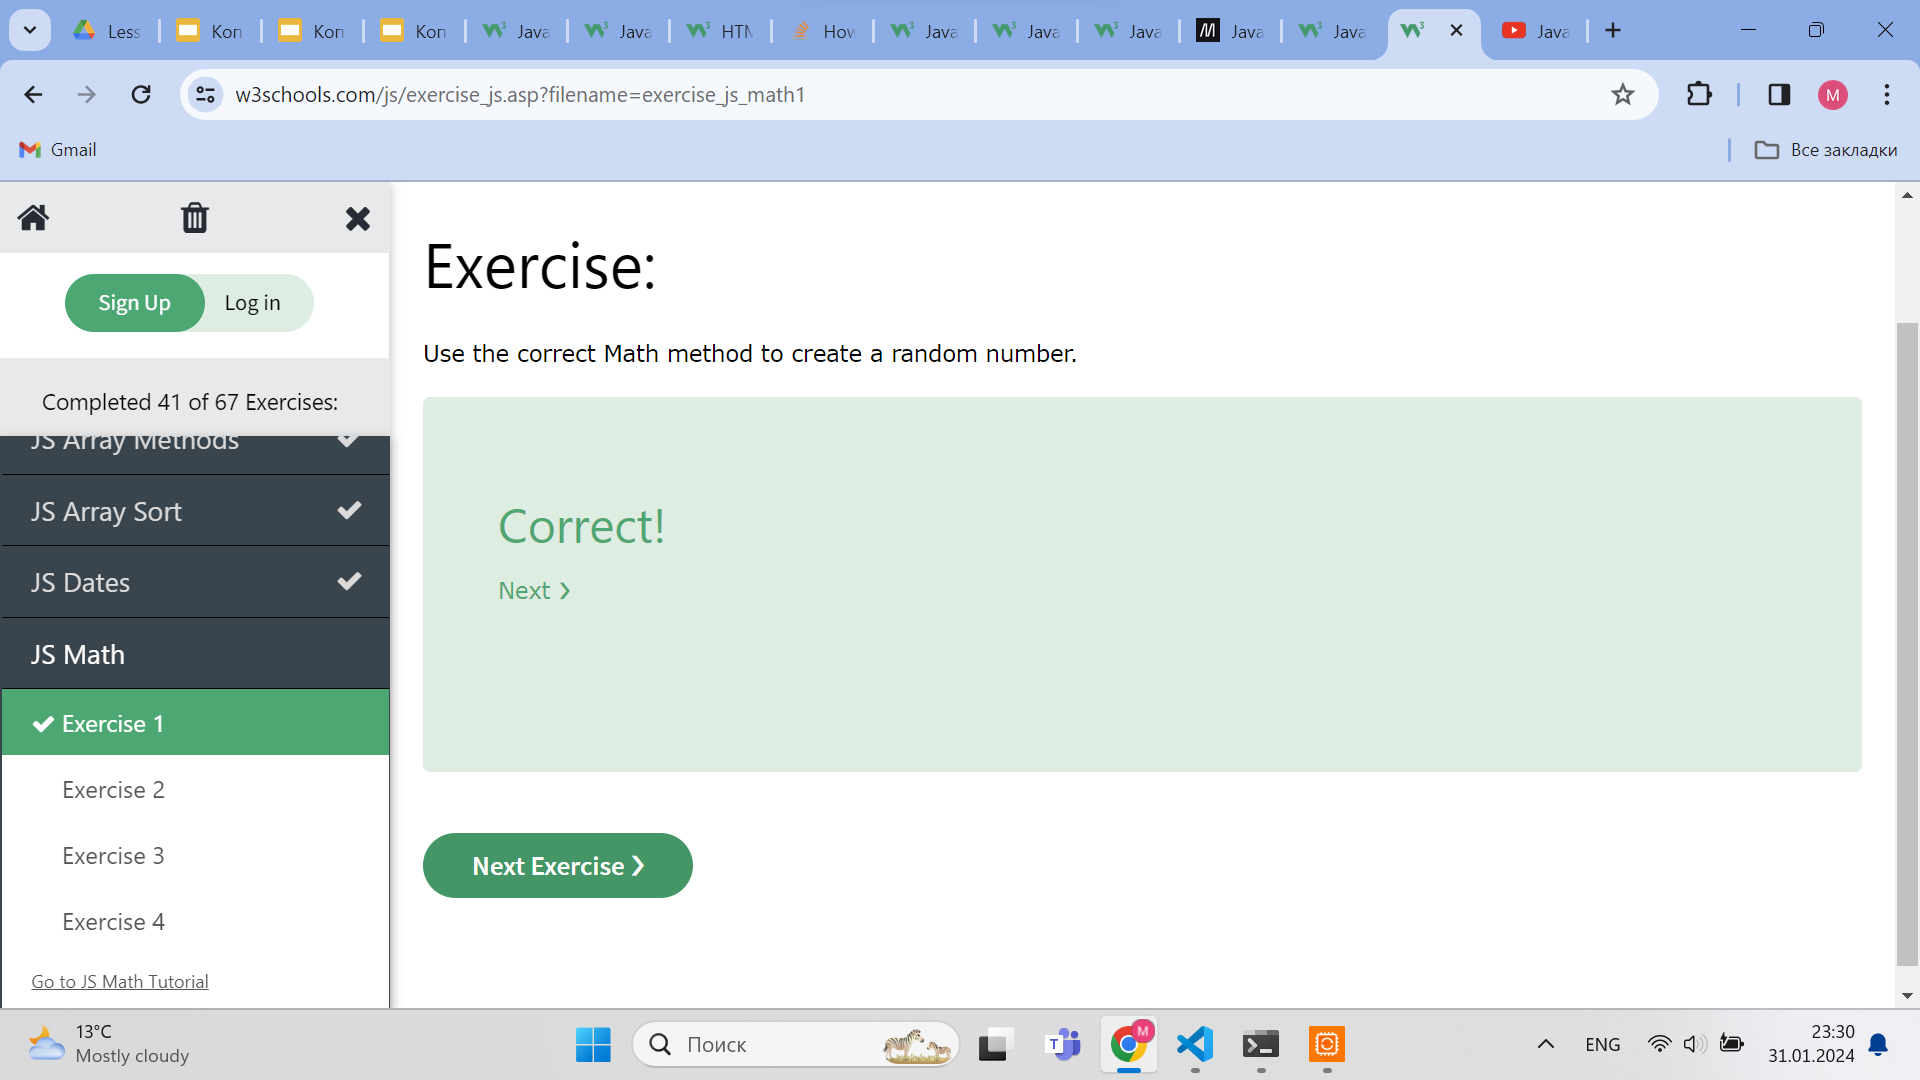 Less
Kon
Kon
Kon
Java
Java
HTM
How
Java
Java
Java
Java
Java
Java
w3schools.com/js/exercise_js.asp?filename=exercise_js_math1
M
Gmail
Все закладки
Sign Up
Log in
Completed 41 of 67 Exercises:
JS Array Methods
JS Array Sort
JS Dates
JS Math
Exercise 1
Exercise 2
Exercise 3
Exercise 4
Go to JS Math Tutorial
Exercise:
Use the correct Math method to create a random number.
Correct!
Next ❯
Next Exercise ❯
13°C
Mostly cloudy
Поиск
ENG
23:30
31.01.2024